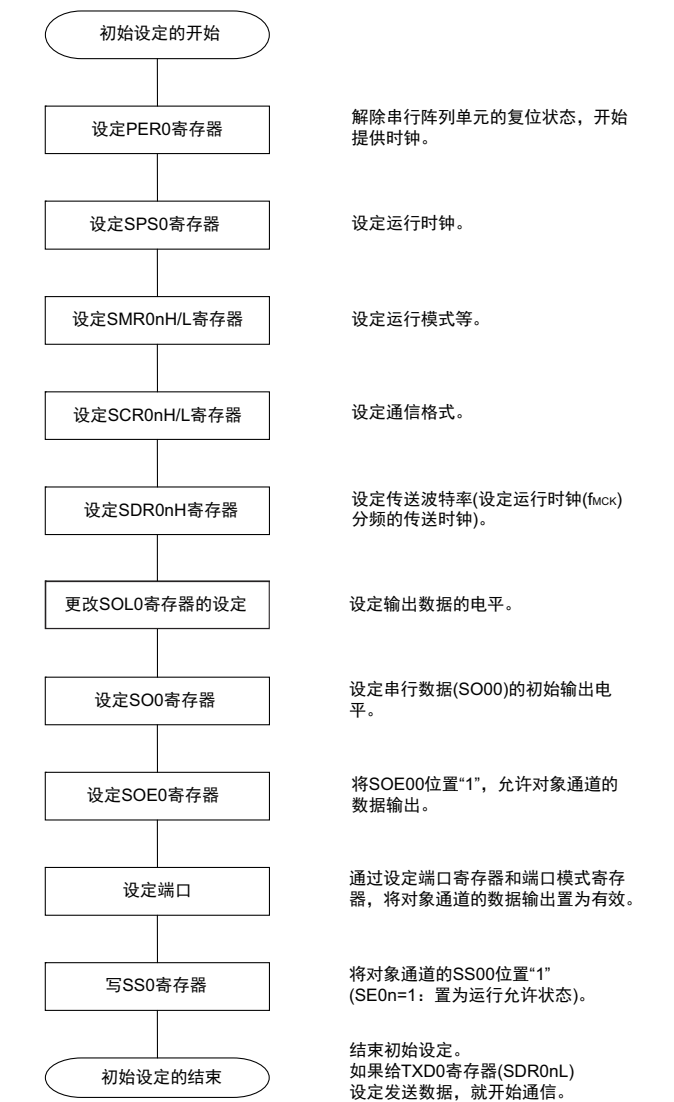 初始设定的开始
设定PER0寄存器
解除串行阵列单元的复位状态，开始
提供时钟。
设定SPS0寄存器
设定运行时钟。
设定SMR0nH/L寄存器
设定运行模式等。
设定SCR0nH/L寄存器
设定通信格式。
设定SDR0nH寄存器
设定传送波特率(设定运行时钟(fMCK)
分频的传送时钟)。
更改SOL0寄存器的设定
设定输出数据的电平。
设定SO0寄存器
设定串行数据(SO00)的初始输出电
平。
设定SOE0寄存器
将SOE00位置“1”，允许对象通道的
数据输出。
设定端口
通过设定端口寄存器和端口模式寄存
器，将对象通道的数据输出置为有效。
写SS0寄存器
将对象通道的SS00位置“1”
(SE0n=1：置为运行允许状态)。
初始设定的结束
结束初始设定。
如果给TXD0寄存器(SDR0nL)
设定发送数据，就开始通信。